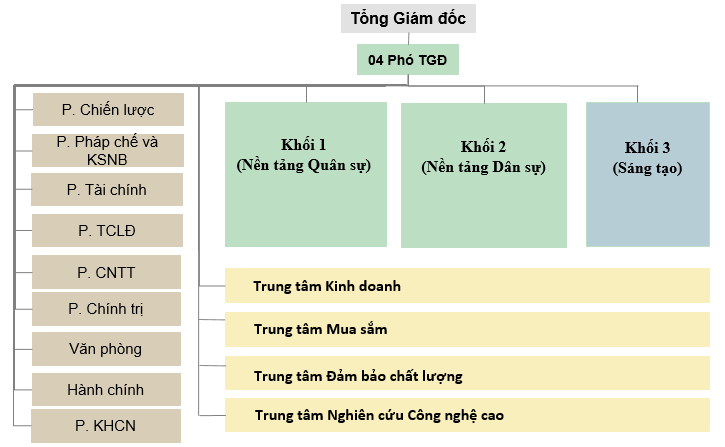 Tổng Giám đốc
04 Phó TGĐ
P. Chiến lược
P. Pháp chế và
KSNB
P. Tài chính
P. TCLĐ
P. CNTT
P. Chính trị
Văn phòng
Hành chính
P. KHCN
Khối 1
(Nền tảng Quân sự)
Khối 2
(Nền tảng Dân sự)
Khối 3
(Sáng tạo)
Trung tâm Kinh doanh
Trung tâm Mua sắm
Trung tâm Đảm bảo chất lượng
Trung tâm Nghiên cứu Công nghệ cao